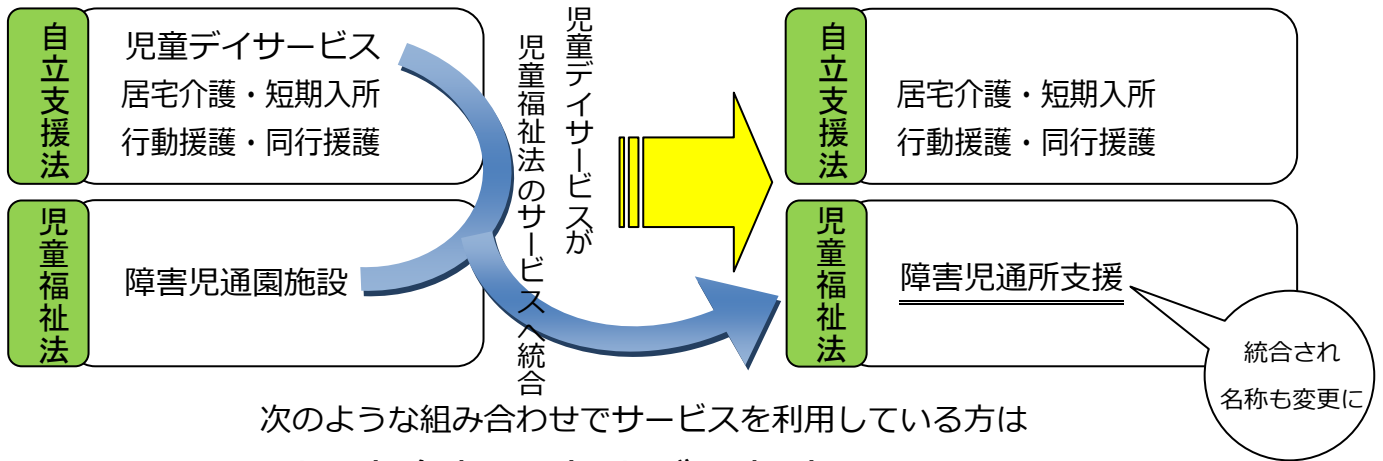 自立支援法
児童デイサービス
居宅介護・短期入所
行動援護・同行援護
児童福祉法
障害児通園施設
児童デイサービスが
児童福祉法のサービスへ統合
自立支援法
居宅介護・短期入所
行動援護・同行援護
児童福祉法
障害児通所支援
統合され
名称も変更に
次のような組み合わせでサービスを利用している方は